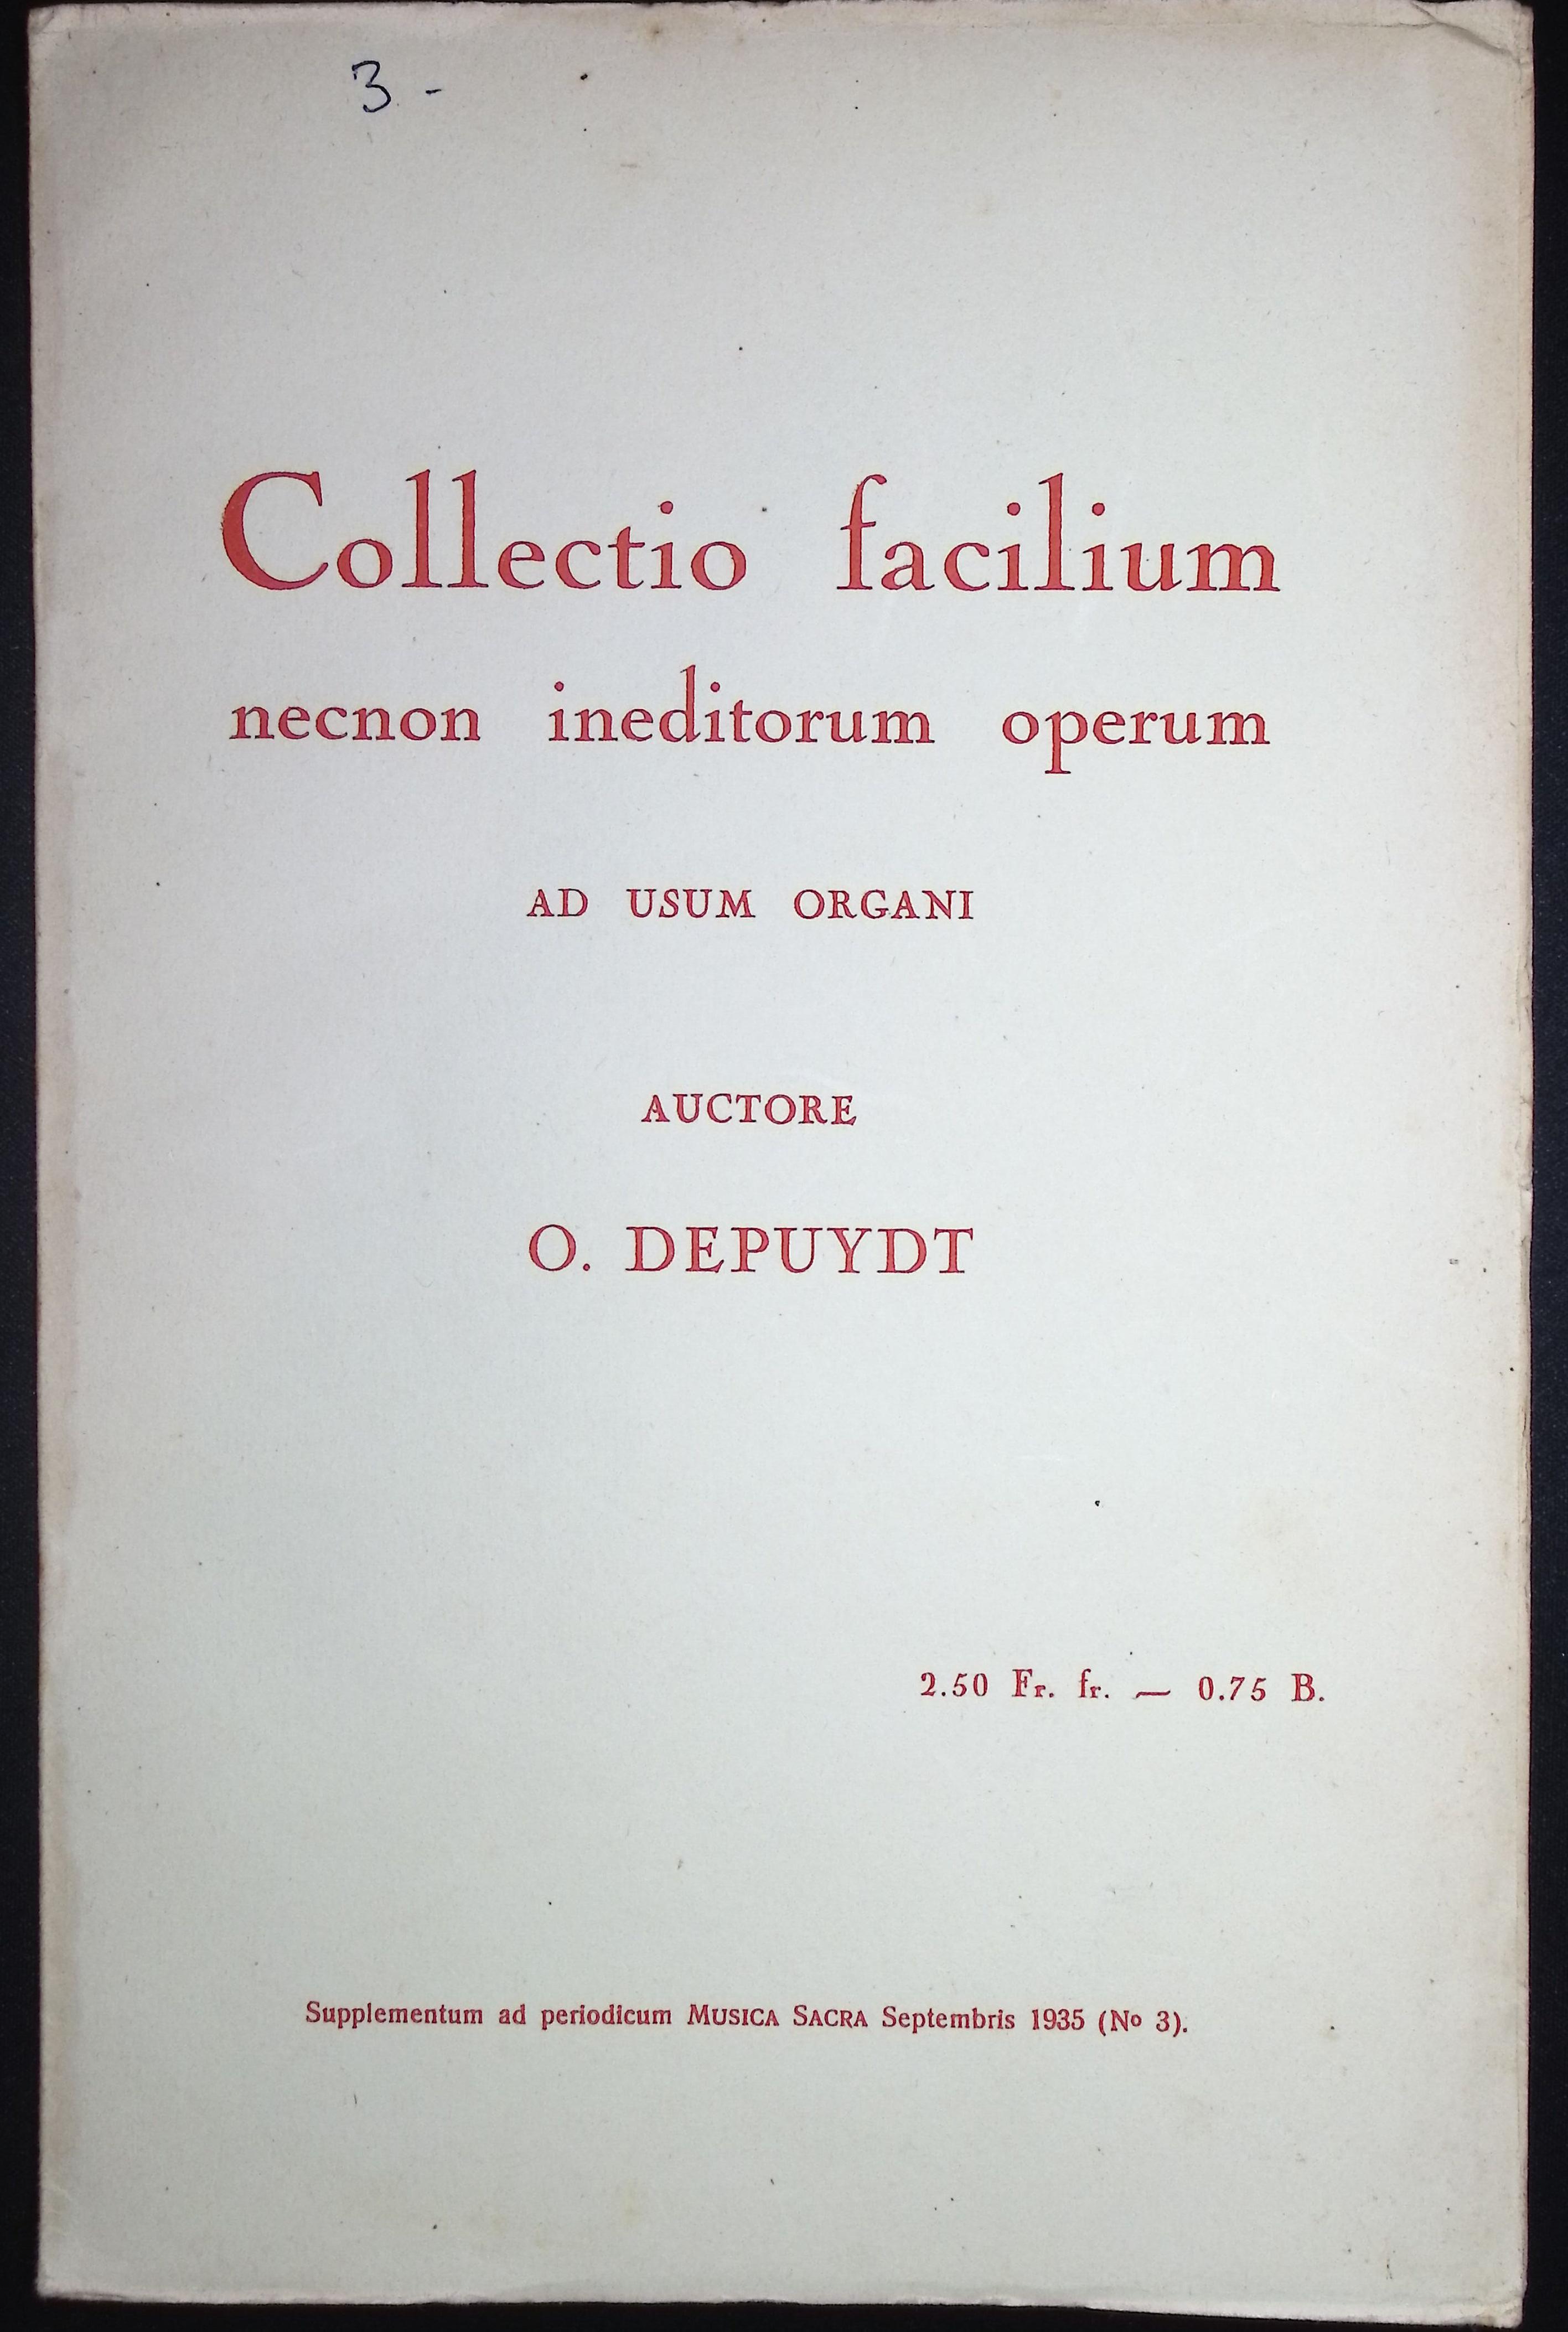 3 -
Collectio facilium
necnon ineditorum operum
AD USUM ORGANI
AUCTORE
O. DEPUYDT
2.50 Fr. fr. — 0.75 B.
Supplementum ad periodicum MUSICA SACRA Septembris 1935 (No 3).